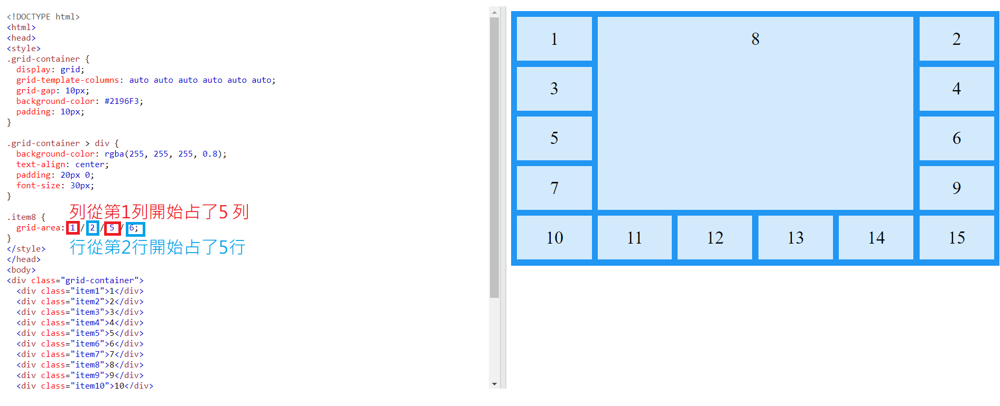 <!DOCTYPE html>
<html>
<head>
<style>
.grid-container {
  display: grid;
  grid-template-columns: auto auto auto auto auto auto;
  grid-gap: 10px;
  background-color: #2196F3;
  padding: 10px;
}
.grid-container > div {
  background-color: rgba(255, 255, 255, 0.8);
  text-align: center;
  padding: 20px 0;
  font-size: 30px;
}
列從第1列開始占了5 列
.item8 {
  grid-area: 1 / 2 / 5 / 6;
}
行從第2行開始占了5行
</style>
</head>
<body>
<div class="grid-container">
  <div class="item1">1</div>
  <div class="item2">2</div>
  <div class="item3">3</div>
  <div class="item4">4</div>
  <div class="item5">5</div>
  <div class="item6">6</div>
  <div class="item7">7</div>
  <div class="item8">8</div>
  <div class="item9">9</div>
  <div class="item10">10</div>
1 8 2
3 4
5 6
7 9
10 11 12 13 14 15